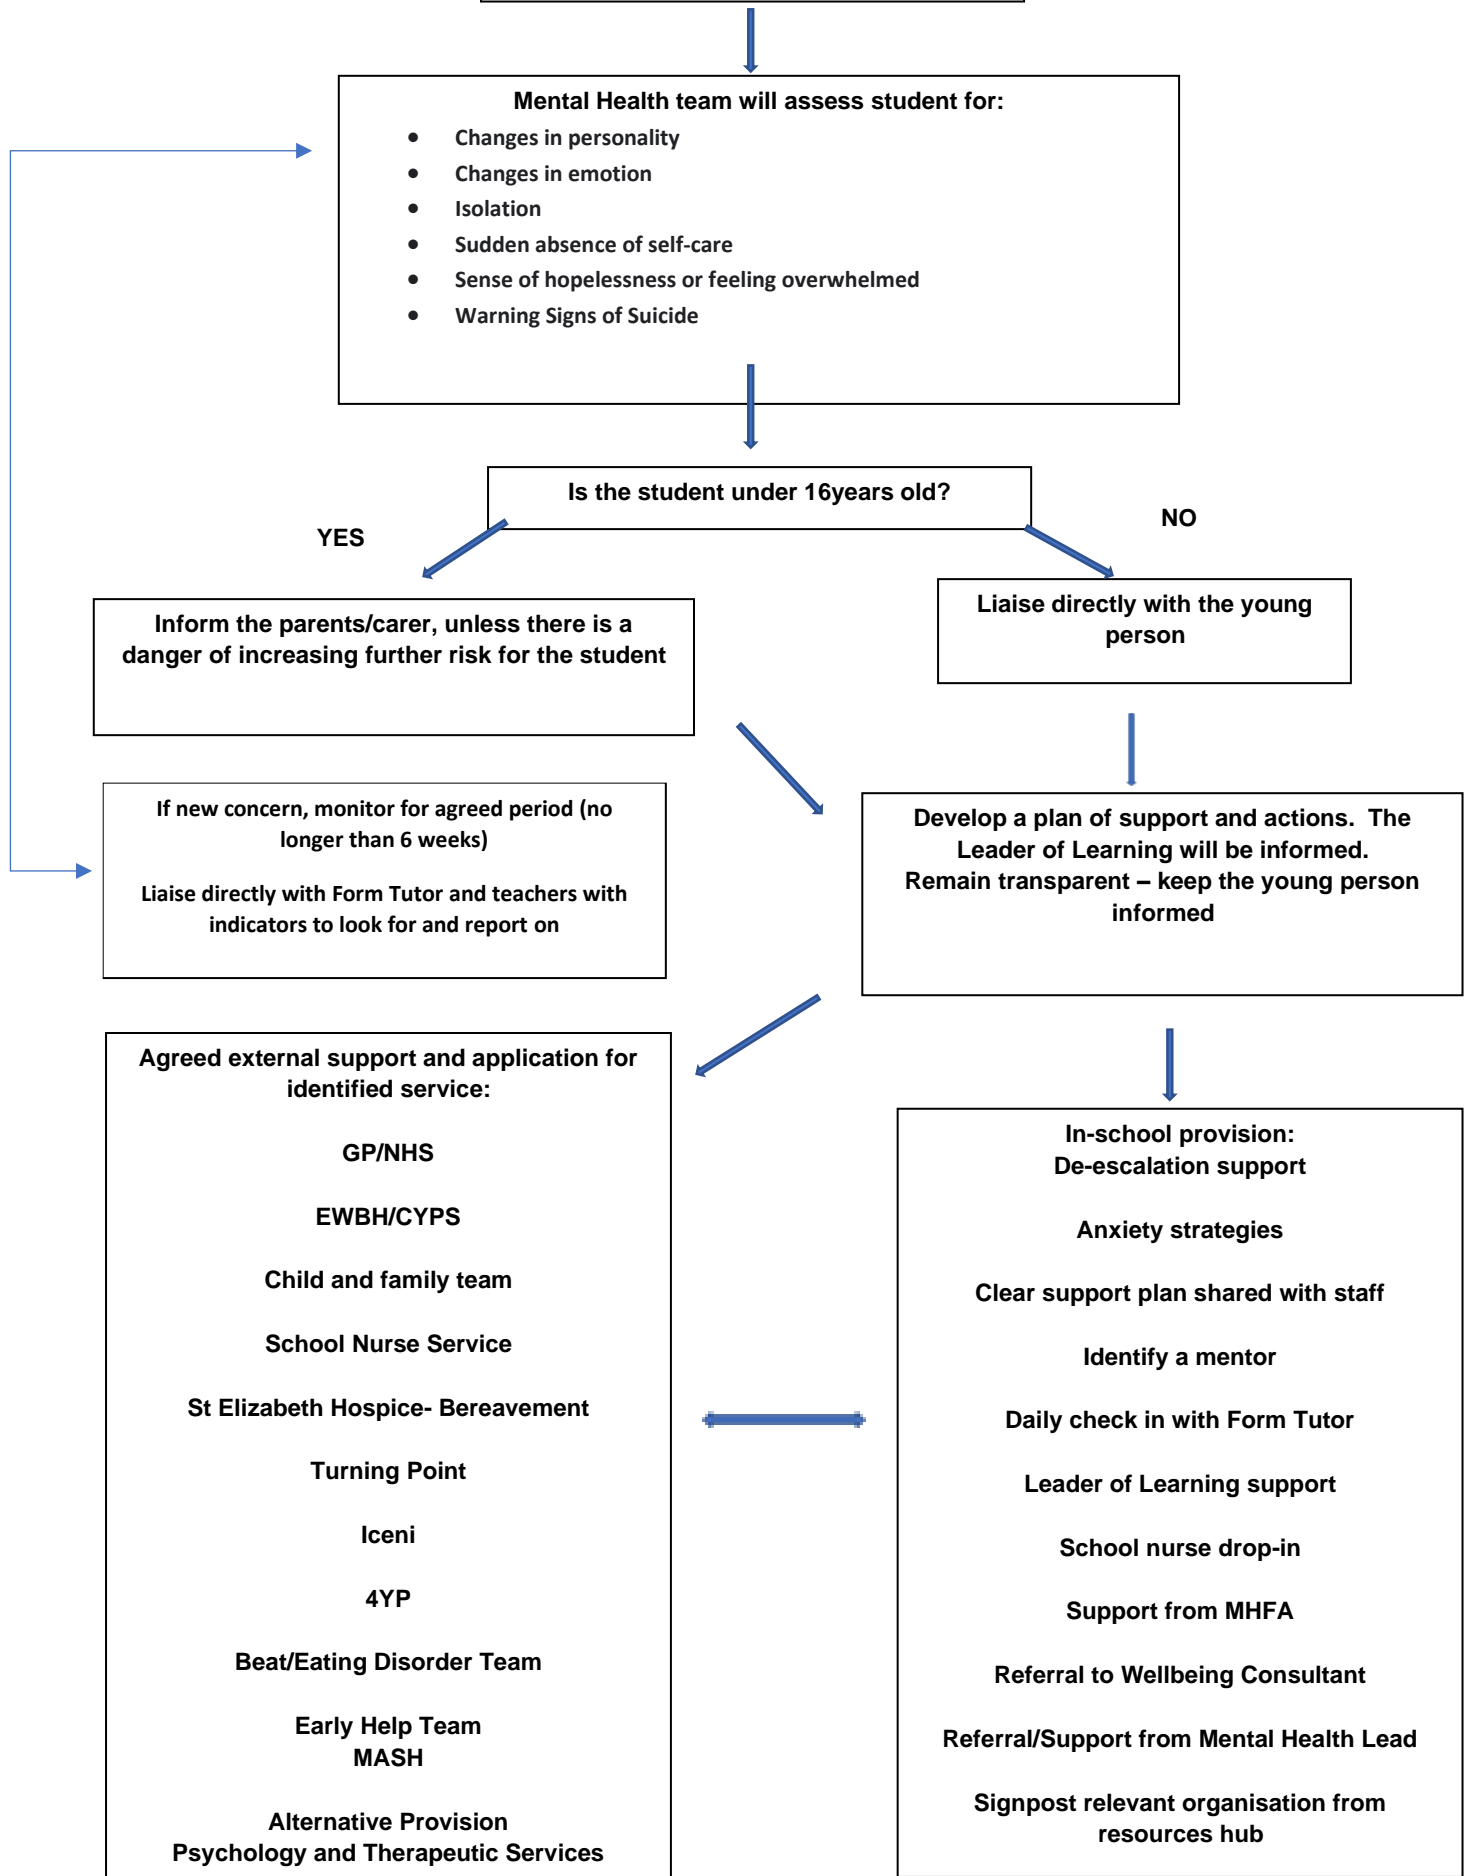 Mental Health team will assess student for:
• Changes in personality
• Changes in emotion
• Isolation
• Sudden absence of self-care
• Sense of hopelessness or feeling overwhelmed
• Warning Signs of Suicide
Is the student under 16years old?
YES
NO
Inform the parents/carer, unless there is a
danger of increasing further risk for the student
Liaise directly with the young
person
If new concern, monitor for agreed period (no
longer than 6 weeks)
Liaise directly with Form Tutor and teachers with
indicators to look for and report on
Develop a plan of support and actions.  The
Leader of Learning will be informed.
Remain transparent – keep the young person
informed
Agreed external support and application for
identified service:
GP/NHS
EWBH/CYPS
Child and family team
School Nurse Service
St Elizabeth Hospice- Bereavement
Turning Point
Iceni
4YP
Beat/Eating Disorder Team
Early Help Team
MASH
Alternative Provision
Psychology and Therapeutic Services
In-school provision:
De-escalation support
Anxiety strategies
Clear support plan shared with staff
Identify a mentor
Daily check in with Form Tutor
Leader of Learning support
School nurse drop-in
Support from MHFA
Referral to Wellbeing Consultant
Referral/Support from Mental Health Lead
Signpost relevant organisation from
resources hub